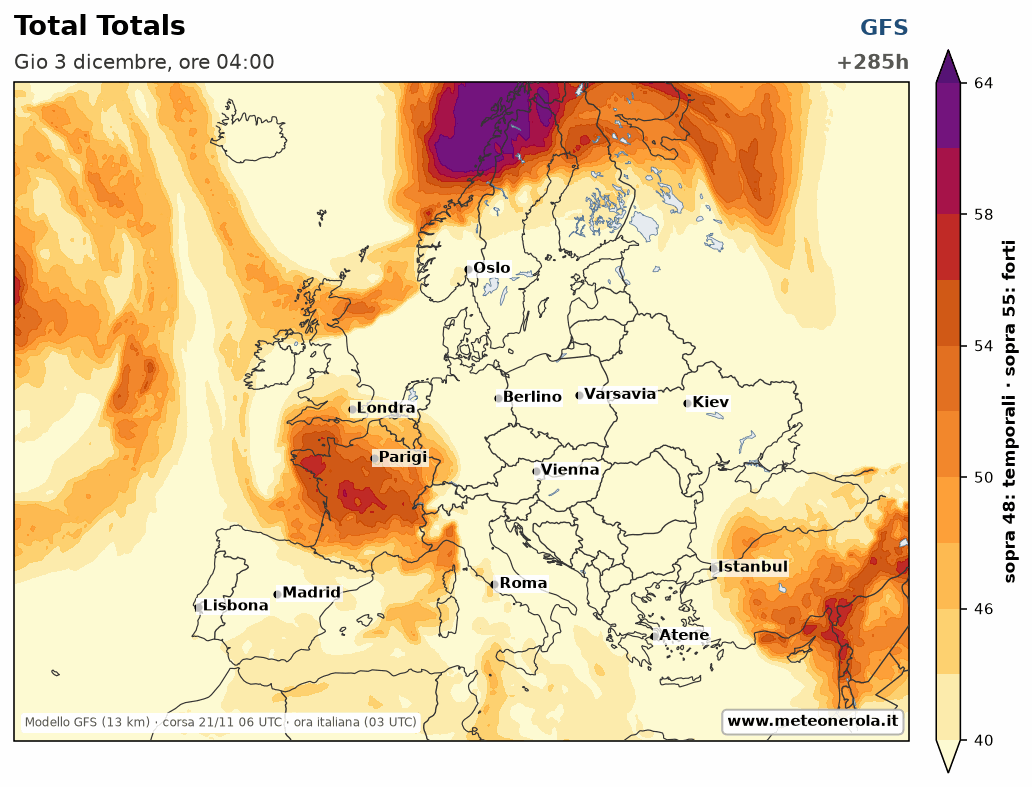 Total Totals
GFS
Gio 3 dicembre, ore 04:00
+285h
64
58
54
50
46
40
sopra 48: temporali · sopra 55: forti
Oslo
Berlino
Varsavia
Kiev
Londra
Parigi
Vienna
Istanbul
Roma
Madrid
Lisbona
Atene
Modello GFS (13 km) · corsa 21/11 06 UTC · ora italiana (03 UTC)
www.meteonerola.it